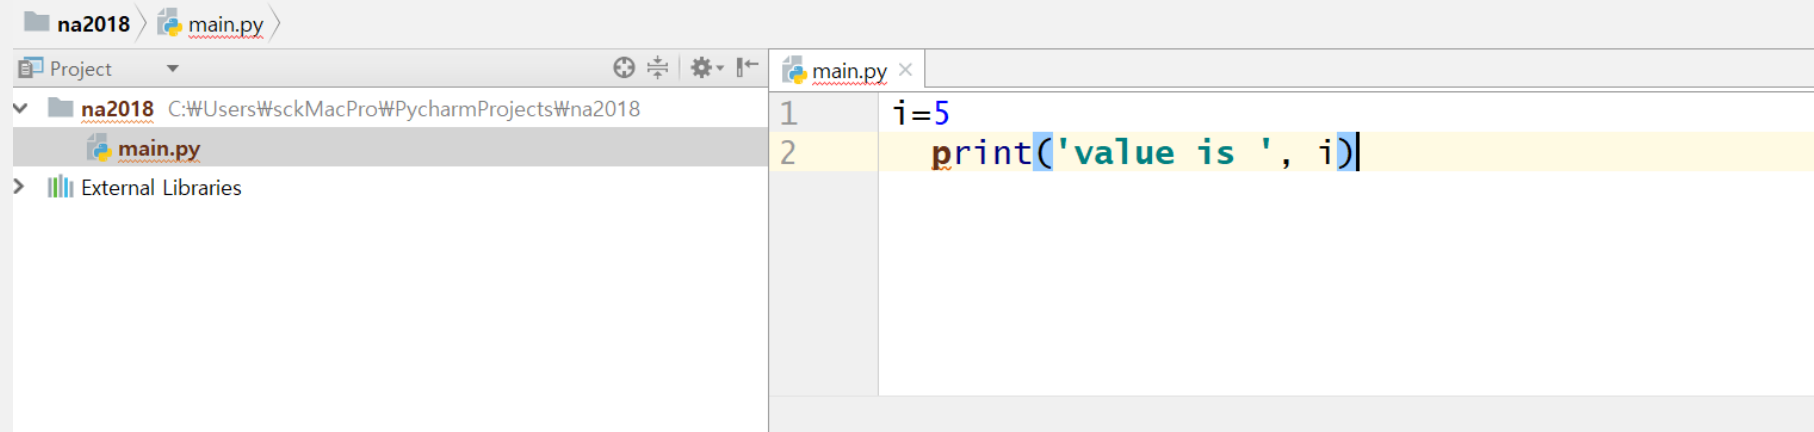 na2018 main.py
Project
main.py
na2018 C:₩Users₩sckMacPro₩PycharmProjects₩na2018
main.py
External Libraries
1 i=5
2   print('value is ', i)